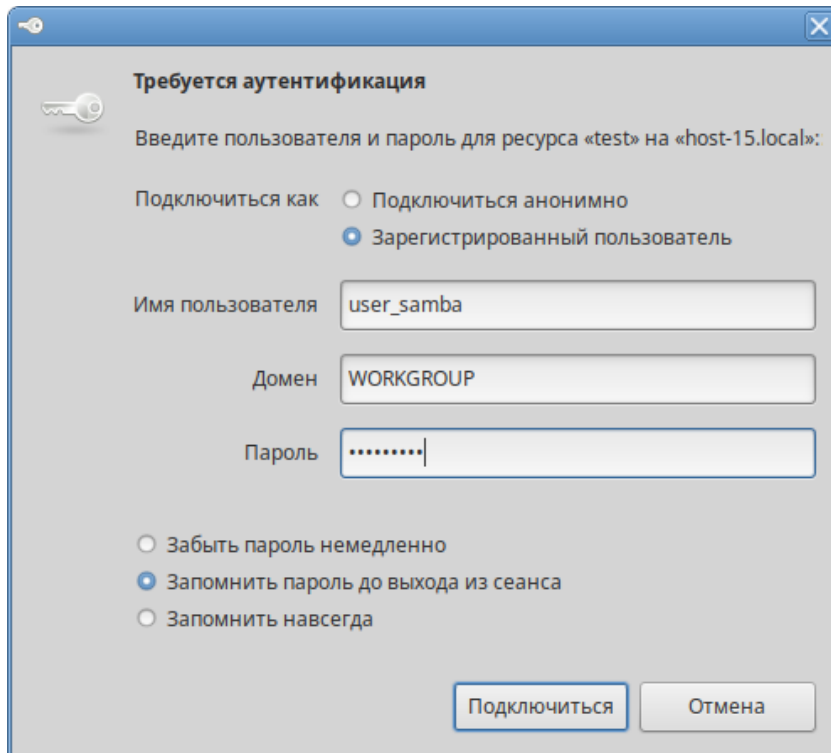 Требуется аутентификация
Введите пользователя и пароль для ресурса «test» на «host-15.local»:
Подключиться как
Подключиться анонимно
Зарегистрированный пользователь
Имя пользователя user_samba
Домен WORKGROUP
Пароль •••••••••
Забыть пароль немедленно
Запомнить пароль до выхода из сеанса
Запомнить навсегда
Подключиться Отмена